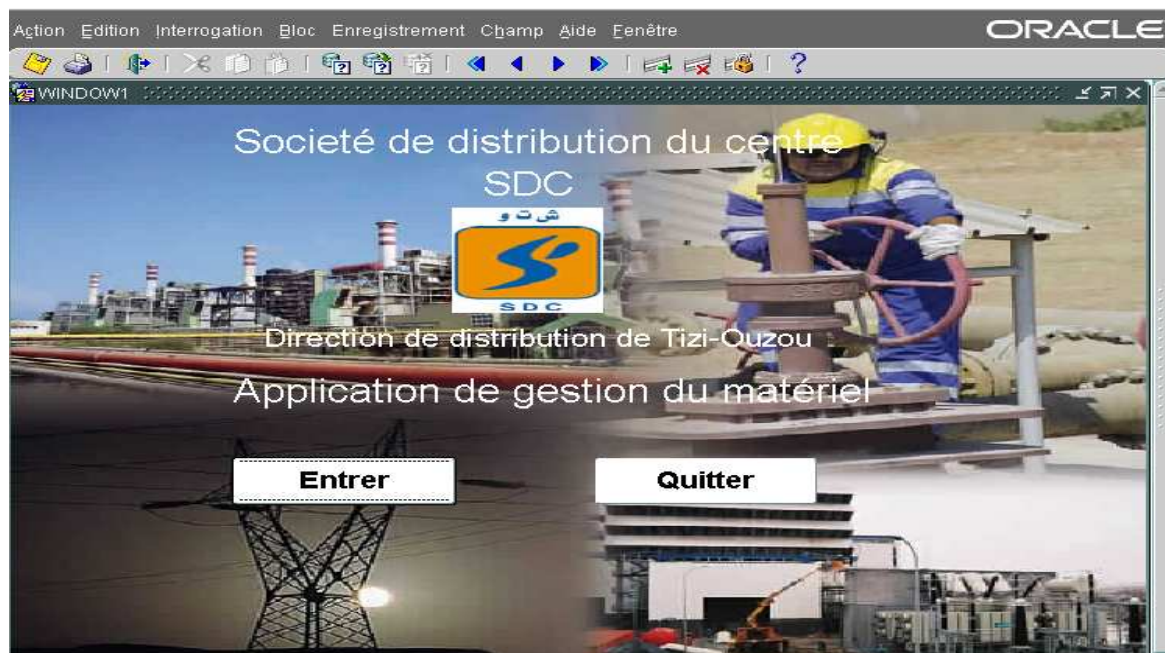 Action Edition Interrogation Bloc Enregistrement Champ Aide Fenêtre ORACLE
WINDOW1
Societé de distribution du centre
SDC
ش ت و
SDC
Direction de distribution de Tizi-Ouzou
Application de gestion du matériel
Entrer Quitter